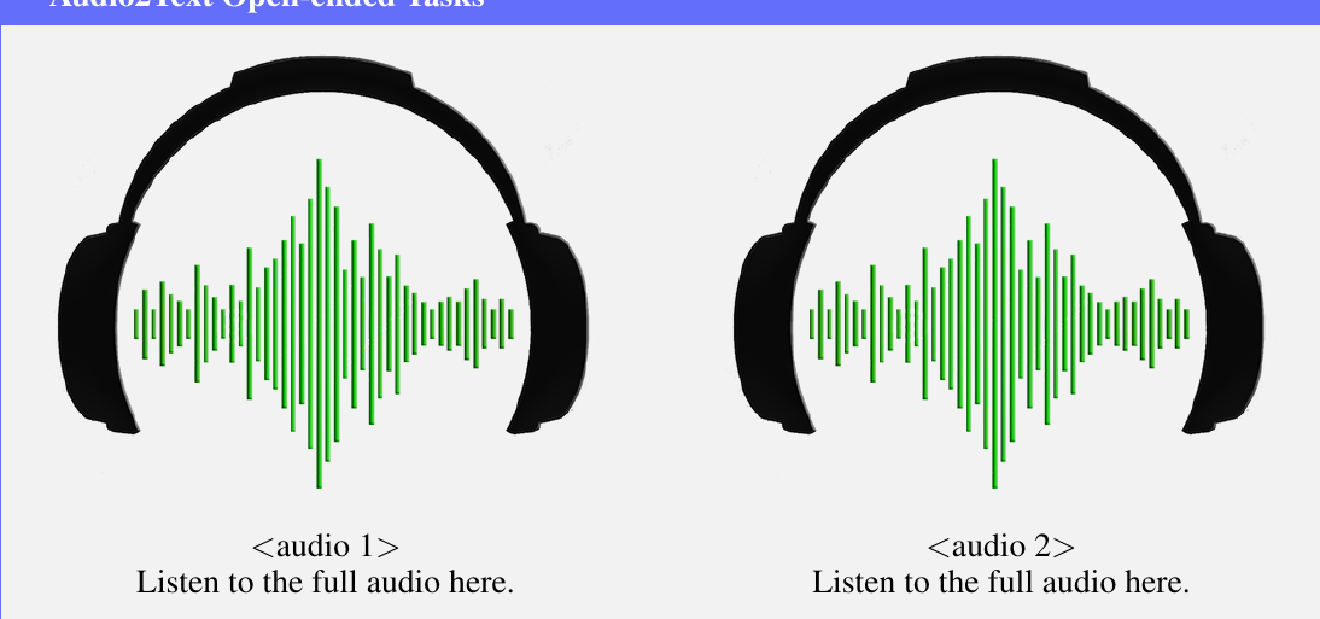 Audio2Text Open-ended Tasks
<audio 1>
Listen to the full audio here.
<audio 2>
Listen to the full audio here.